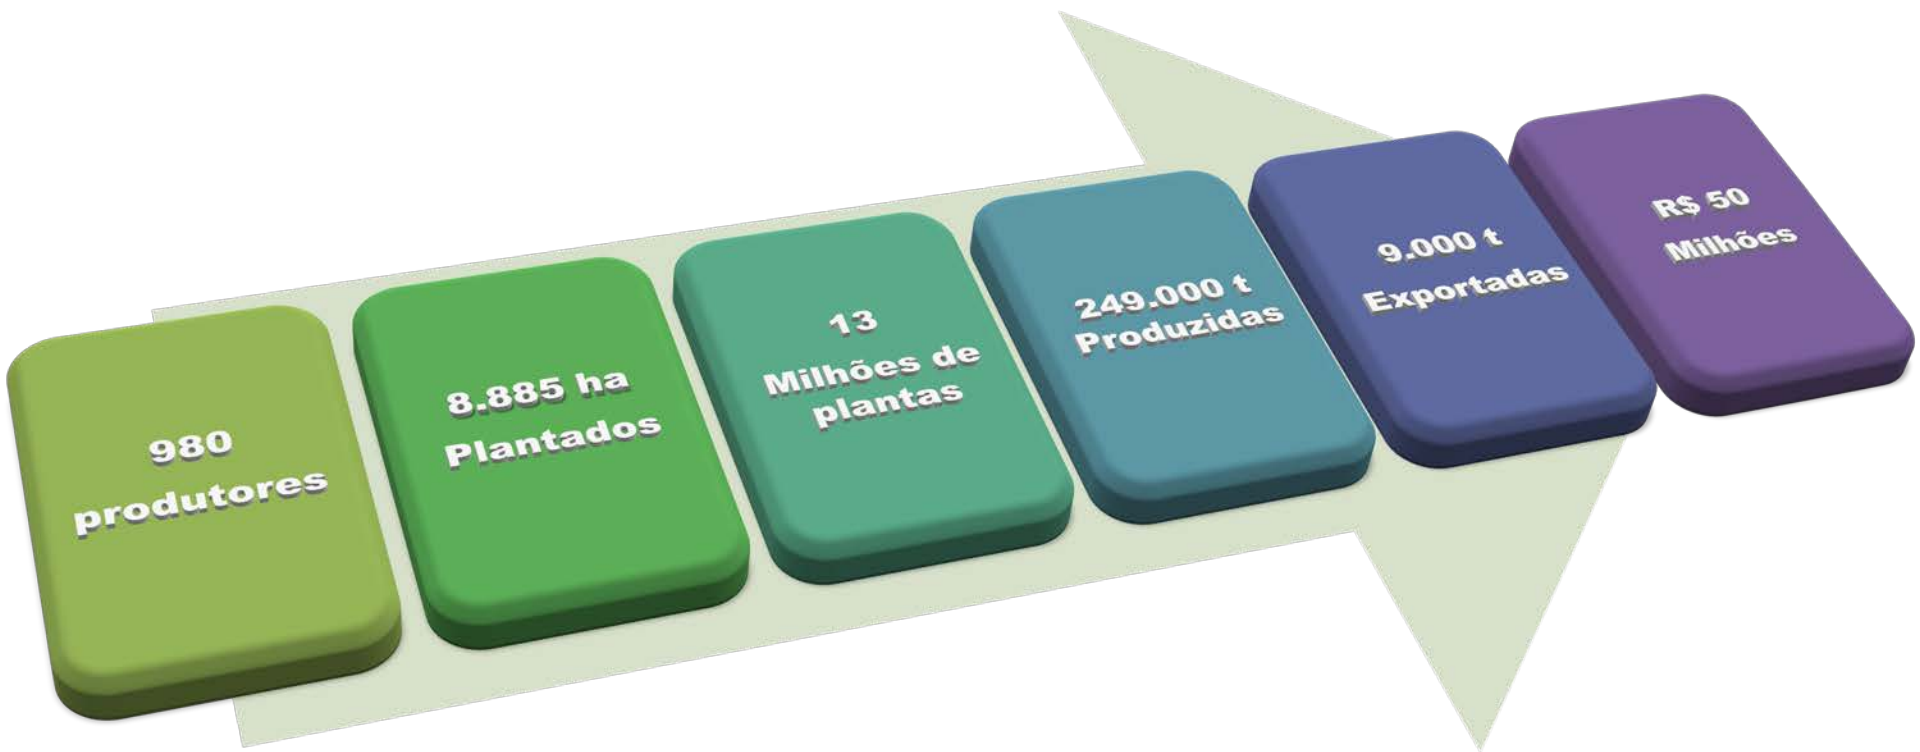 980
produtores
8.885 ha
Plantados
13
Milhões de
plantas
249.000 t
Produzidas
9.000 t
Exportadas
R$ 50
Milhões